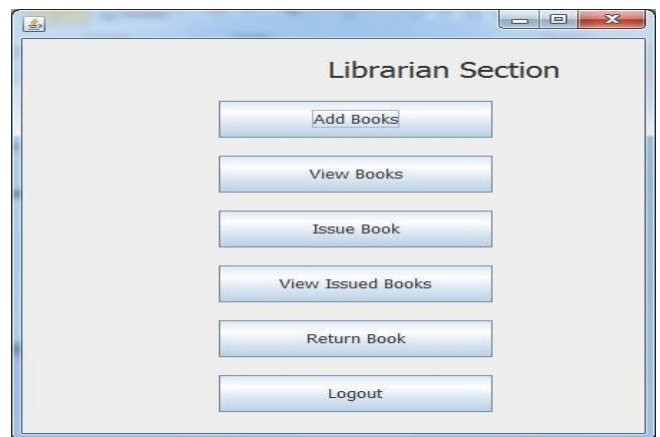 Librarian Section
Add Books
View Books
Issue Book
View Issued Books
Return Book
Logout